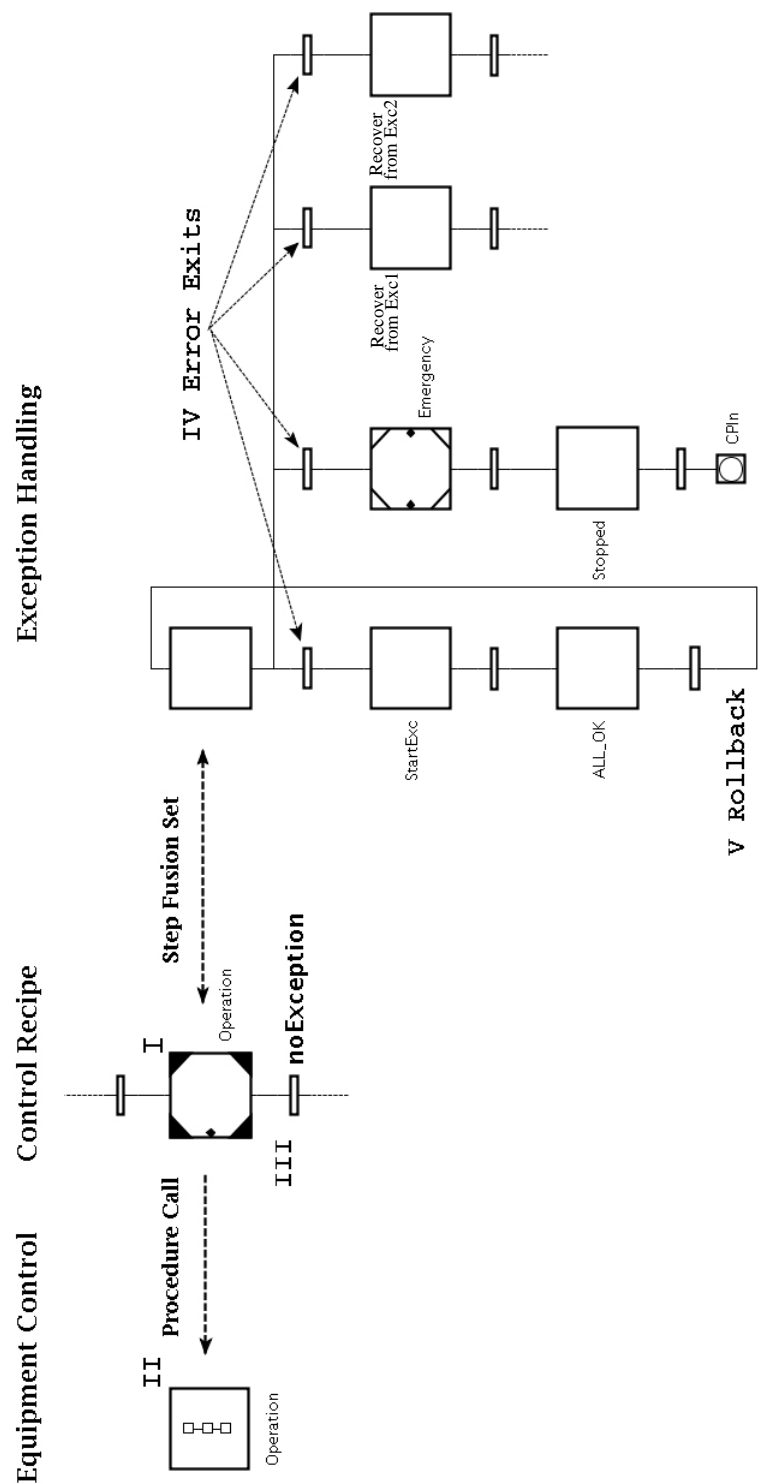 Equipment Control
Control Recipe
Exception Handling
II
Operation
Procedure Call
I
Operation
III
noException
Step Fusion Set
IV Error Exits
StartExc
ALL_OK
V Rollback
Emergency
Stopped
CPIn
Recover
from Exc1
Recover
from Exc2